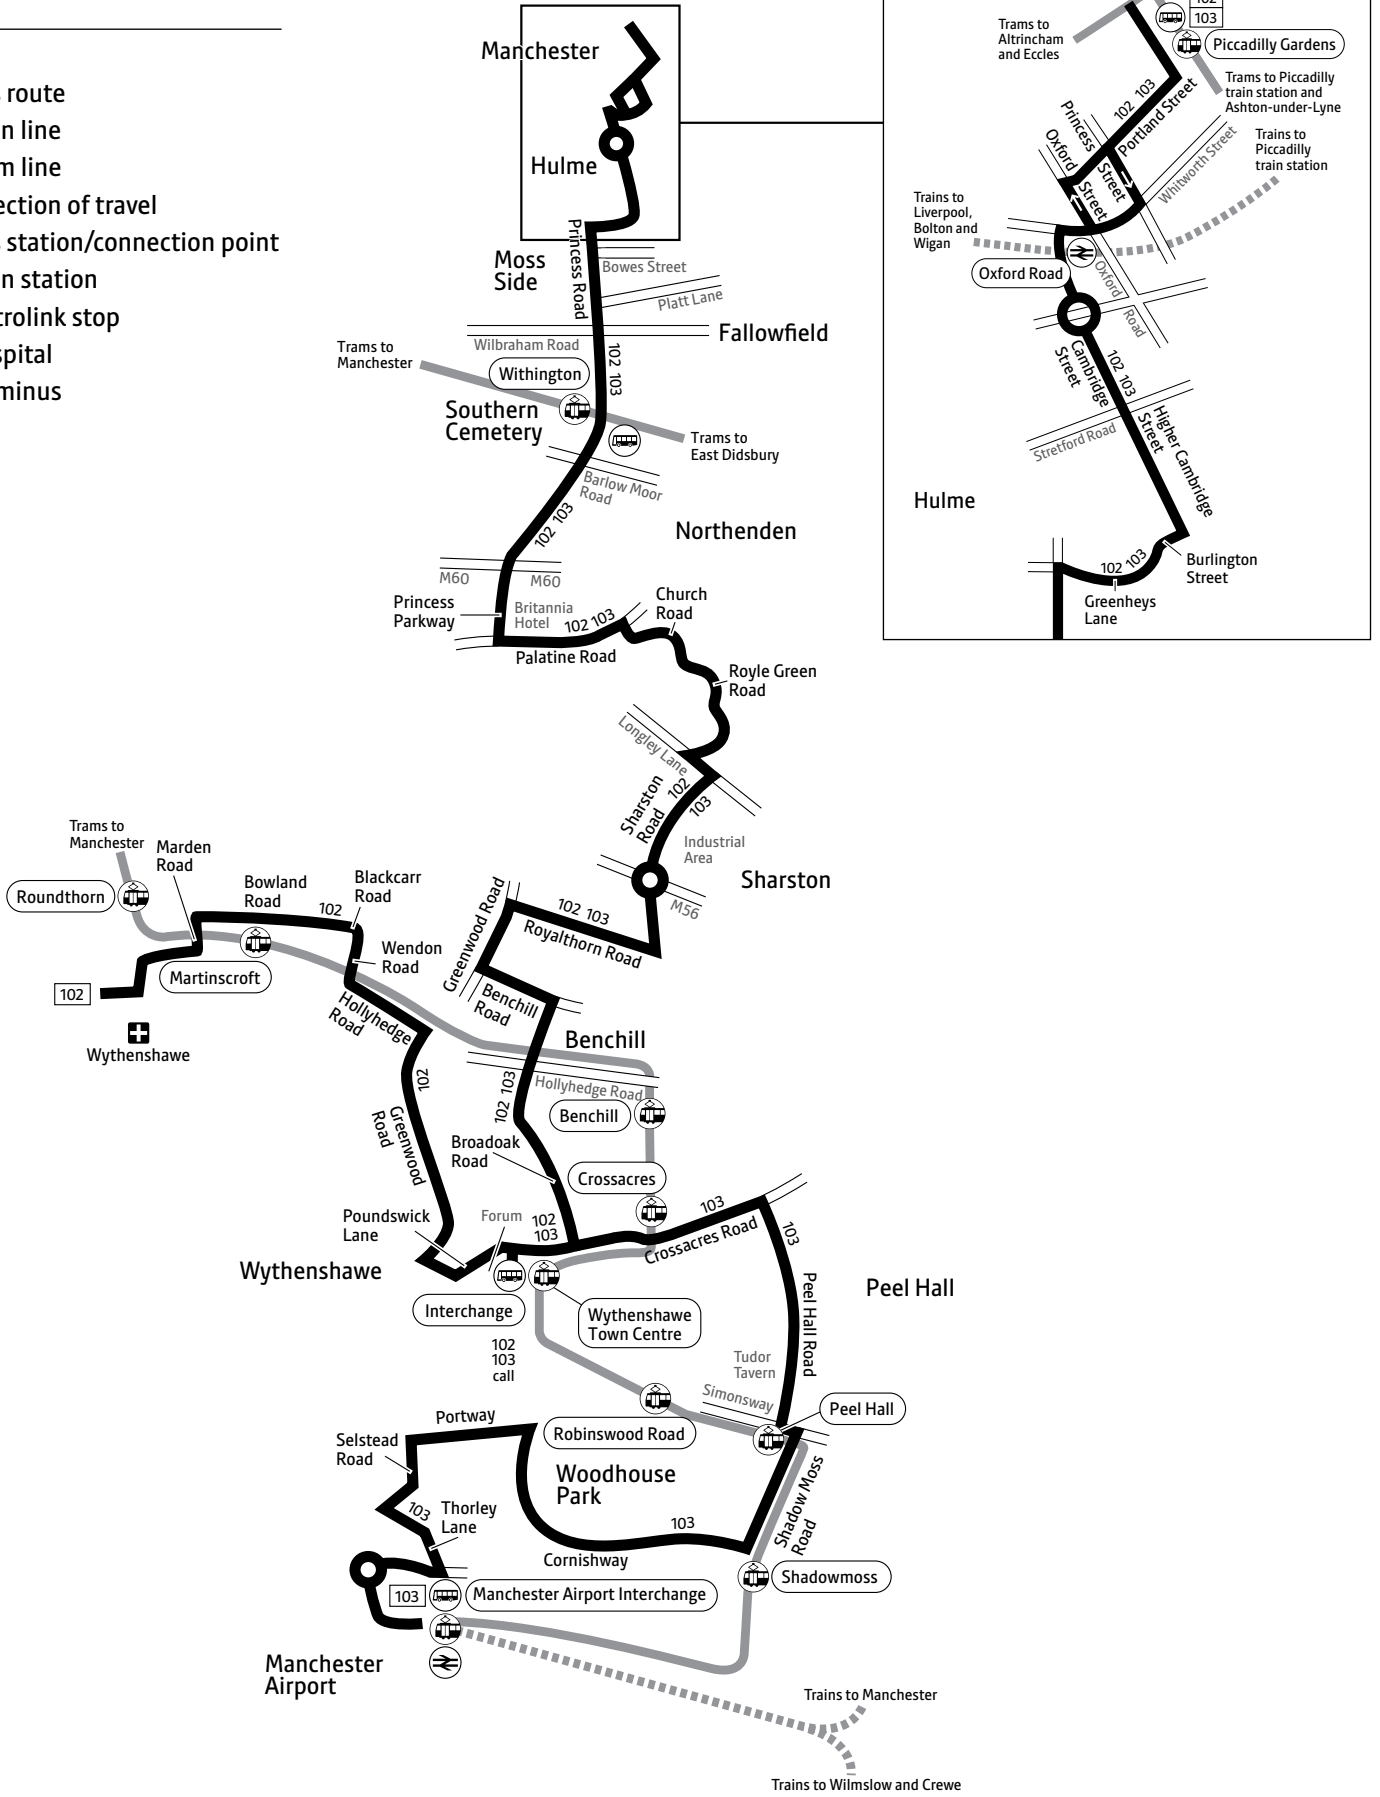 route
line
line
of travel
station/connection point
station
stop
Manchester
Hulme
Princess Road
Moss
Side
Bowes Street
Platt Lane
Fallowfield
Wilbraham Road
Trams to
Manchester
Withington
102 103
Southern
Cemetery
Trams to
East Didsbury
Barlow Moor
Road
102 103
Northenden
M60
M60
Princess
Parkway
Britannia
Hotel
102 103
Church
Road
Palatine Road
Royle Green
Road
Longley Lane
Sharston
Road
102
103
Industrial
Area
Sharston
M56
Trams to
Manchester
Marden
Road
Roundthorn
Bowland
Road
102
Blackcarr
Road
Wendon
Road
Martinscroft
102
Wythenshawe
Hollyhedge
Road
Greenwood Road
102 103
Royalthorn Road
Benchill
Road
Benchill
102
Hollyhedge Road
102 103
Benchill
Greenwood
Road
Broadoak
Road
Crossacres
Poundswick
Lane
Forum
102
103
103
Crossacres Road
103
Wythenshawe
Interchange
Wythenshawe
Town Centre
Peel Hall
Peel Hall Road
102
103
call
Tudor
Tavern
Simonsway
Peel Hall
Portway
Robinswood Road
Selstead
Road
Woodhouse
Park
103
Thorley
Lane
103
Shadow Moss
Road
Cornishway
Shadowmoss
103
Manchester Airport Interchange
Manchester
Airport
Trains to Manchester
Trains to Wilmslow and Crewe
Trams to
Altrincham
and Eccles
102
103
Piccadilly Gardens
Trams to Piccadilly
train station and
Ashton-under-Lyne
102 103
Portland Street
Princess
Street
Oxford
Street
Whitworth Street
Trains to
Piccadilly
train station
Trains to
Liverpool,
Bolton and
Wigan
Oxford Road
Oxford
Road
Cambridge
Street
102 103
Stretford Road
Higher Cambridge
Street
Hulme
102 103
Burlington
Street
Greenheys
Lane